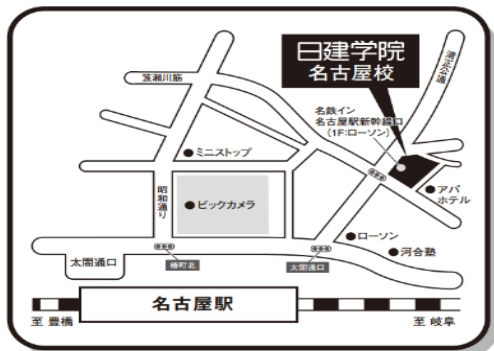 日建学院
名古屋校
笈瀬川筋
清正公通
名鉄イン
名古屋駅新幹線口
(1F:ローソン)
ミニストップ
昭和通り
ビックカメラ
アパ
ホテル
ローソン
河合塾
太閤通口
椿町北
太閤通口
名古屋駅
至 豊橋
至 岐阜